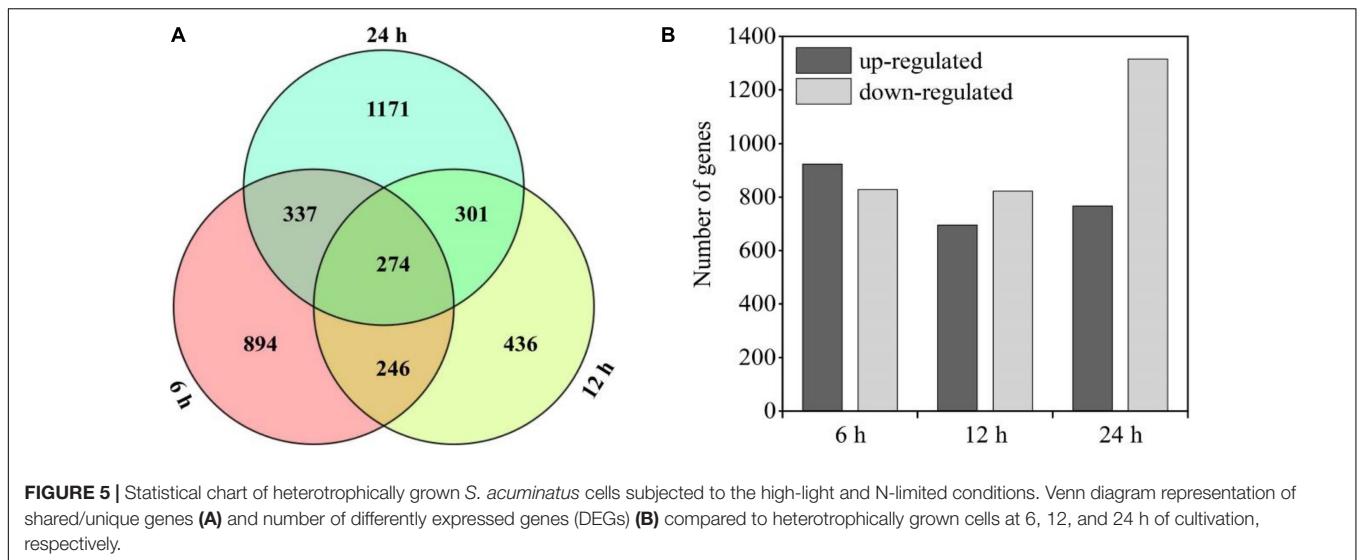 A
24 h
1171
337
301
274
894
246
436
6 h
12 h
B
1400
1200
1000
800
600
400
200
0
Number of genes
up-regulated
down-regulated
6 h
12 h
24 h
FIGURE 5 | Statistical chart of heterotrophically grown S. acuminatus cells subjected to the high-light and N-limited conditions. Venn diagram representation of
shared/unique genes (A) and number of differently expressed genes (DEGs) (B) compared to heterotrophically grown cells at 6, 12, and 24 h of cultivation,
respectively.